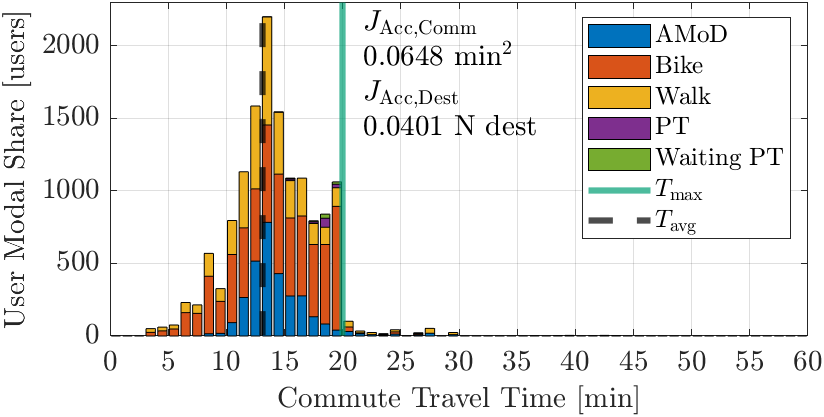 User Modal Share [users]
2000
1500
1000
500
0
J_Acc,Comm
0.0648 min²
J_Acc,Dest
0.0401 N dest
AMoD
Bike
Walk
PT
Waiting PT
T_max
T_avg
0 5 10 15 20 25 30 35 40 45 50 55 60
Commute Travel Time [min]